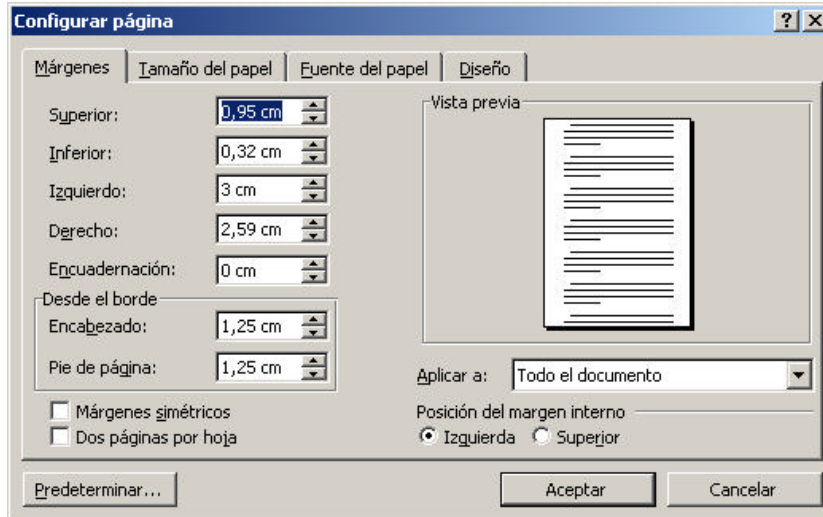 Configurar página
Márgenes Tamaño del papel Fuente del papel Diseño
Superior: 0,95 cm
Inferior: 0,32 cm
Izquierdo: 3 cm
Derecho: 2,59 cm
Encuadernación: 0 cm
Desde el borde
Encabezado: 1,25 cm
Pie de página: 1,25 cm
Márgenes simétricos
Dos páginas por hoja
Vista previa
Aplicar a: Todo el documento
Posición del margen interno
Izquierda Superior
Predeterminar... Aceptar Cancelar